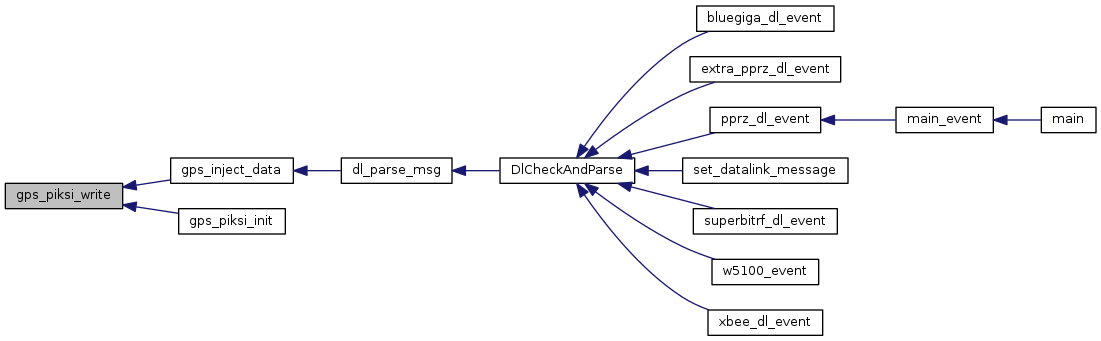 bluegiga_dl_event
extra_pprz_dl_event
pprz_dl_event
main_event
main
gps_inject_data
dl_parse_msg
DlCheckAndParse
set_datalink_message
gps_piksi_write
gps_piksi_init
superbitrf_dl_event
w5100_event
xbee_dl_event